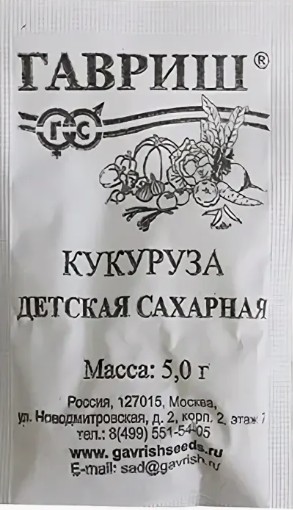 ГАВРИШ®
Г С
КУКУРУЗА
ДЕТСКАЯ САХАРНАЯ
Масса: 5,0 г
Россия, 127015, Москва,
ул. Новодмитровская, д. 2, корп. 2, этаж 7
тел.: 8(499) 551-54-05
www. gavrishseeds.ru
E-mail: sad@gavrish.ru